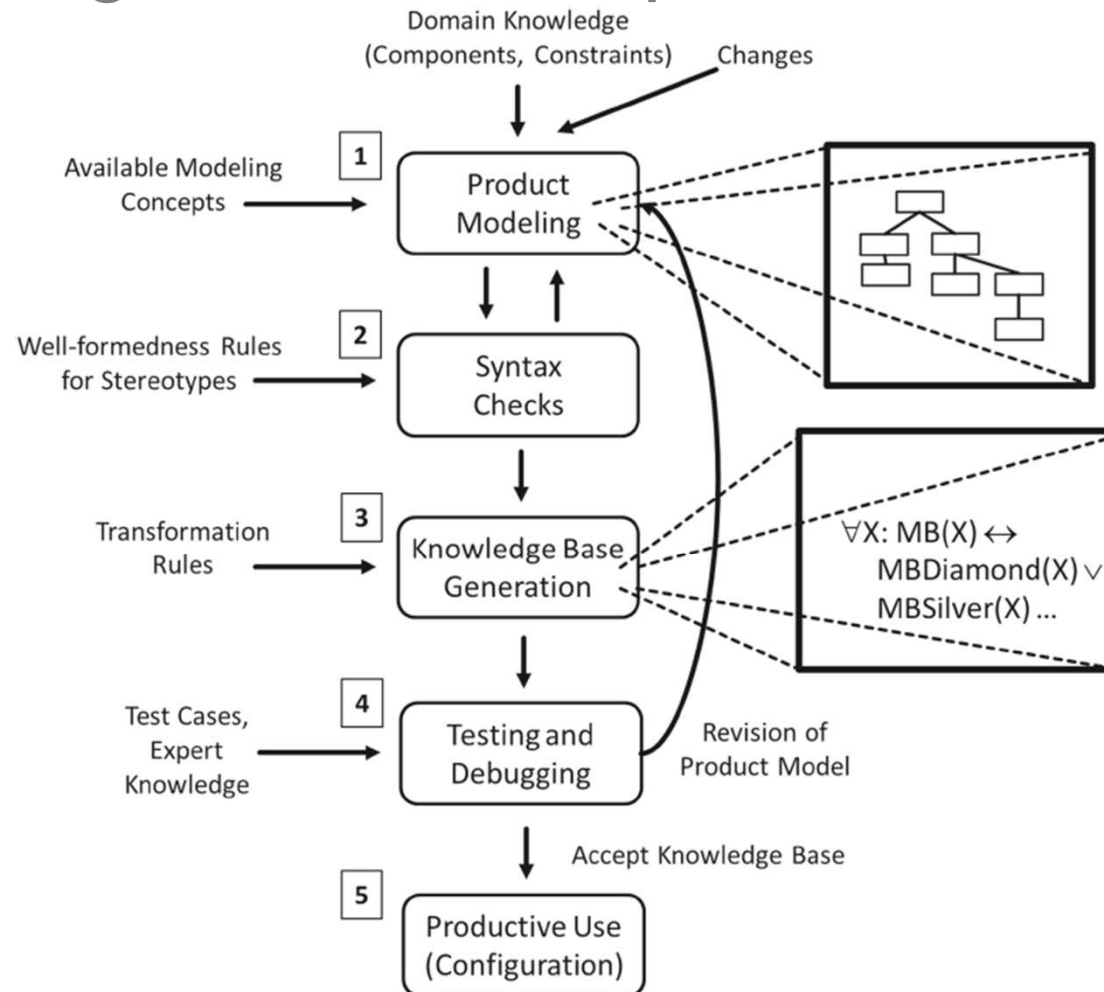 Domain Knowledge
(Components, Constraints)
Changes
1
Available Modeling
Concepts
Product
Modeling
2
Well-formedness Rules
for Stereotypes
Syntax
Checks
3
Transformation
Rules
Knowledge Base
Generation
∀X: MB(X) ↔
MBDiamond(X) ∨
MBSilver(X) ...
4
Test Cases,
Expert
Knowledge
Testing and
Debugging
Revision of
Product Model
Accept Knowledge Base
5
Productive Use
(Configuration)